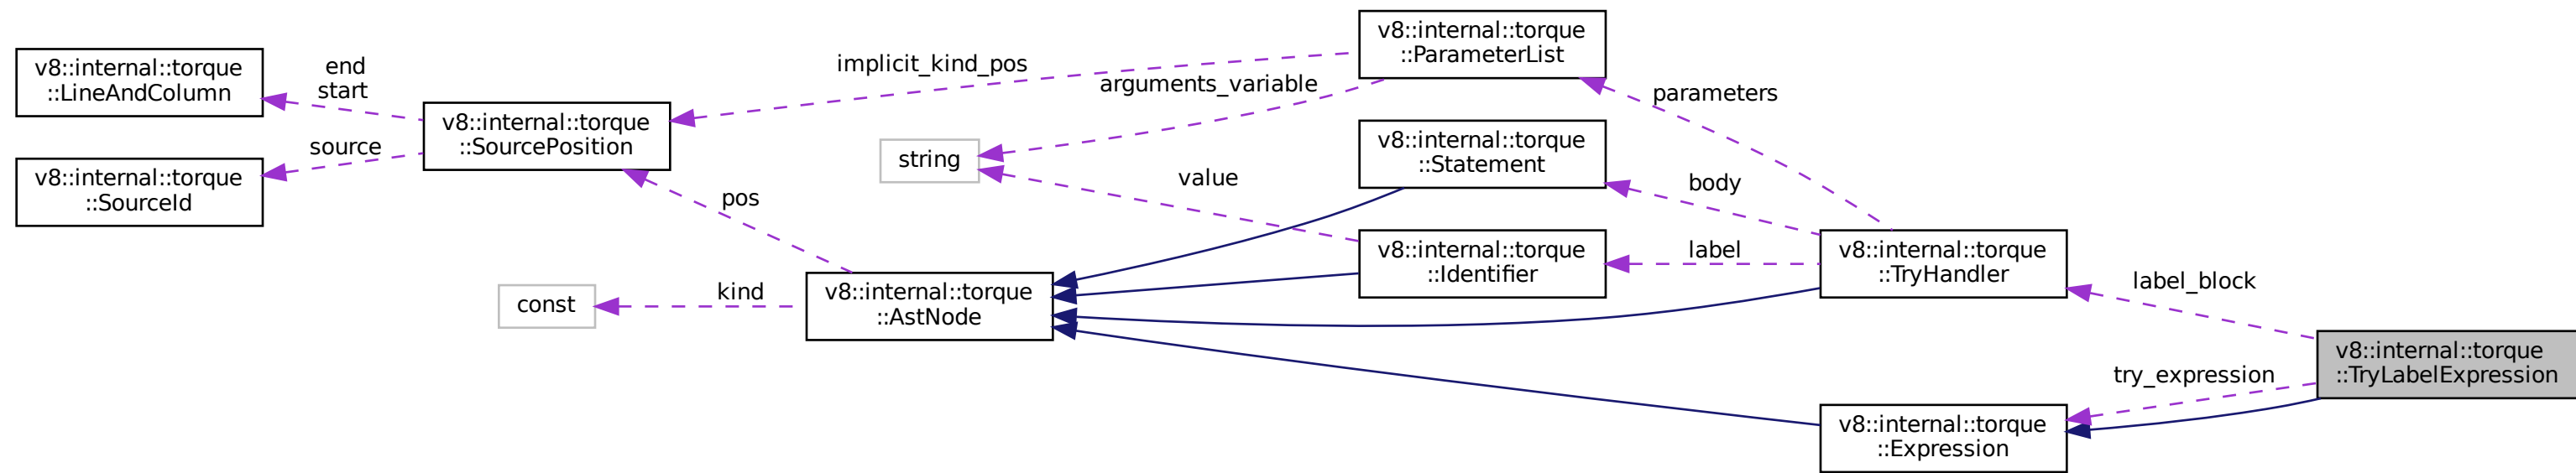 v8::internal::torque
::LineAndColumn
v8::internal::torque
::SourceId
end
start
source
v8::internal::torque
::SourcePosition
implicit_kind_pos
arguments_variable
string
value
pos
const
kind
v8::internal::torque
::AstNode
v8::internal::torque
::ParameterList
v8::internal::torque
::Statement
v8::internal::torque
::Identifier
parameters
body
label
v8::internal::torque
::TryHandler
label_block
try_expression
v8::internal::torque
::Expression
v8::internal::torque
::TryLabelExpression